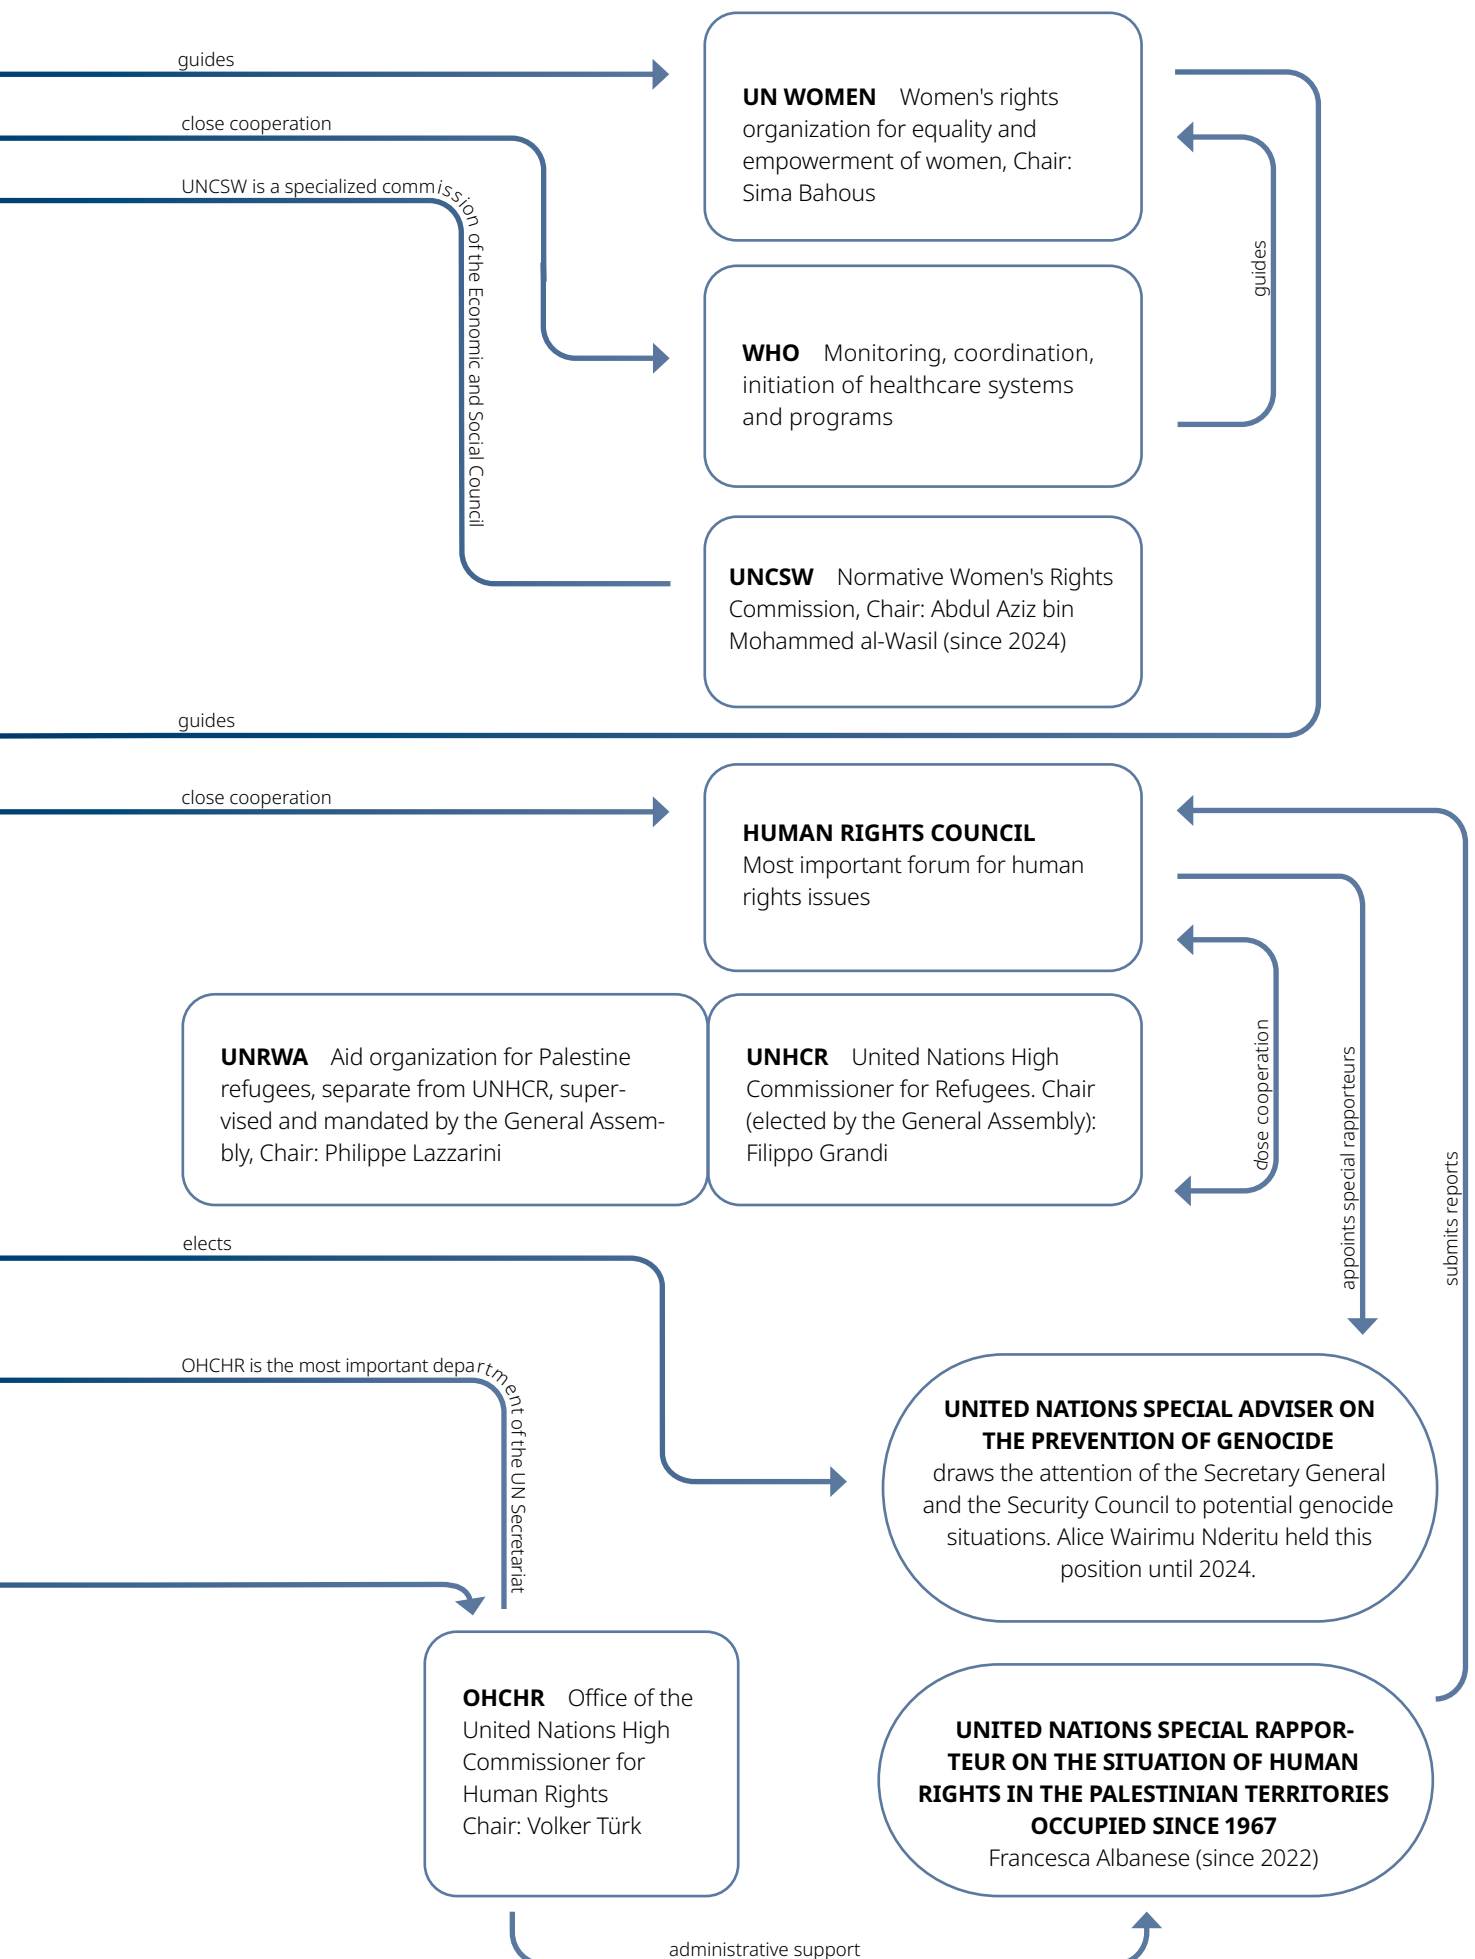 guides
close cooperation
UNCSW is a specialized commission of the Economic and Social Council
UN WOMEN Women's rights
organization for equality and
empowerment of women, Chair:
Sima Bahous
guides
WHO Monitoring, coordination,
initiation of healthcare systems
and programs
UNCSW Normative Women's Rights
Commission, Chair: Abdul Aziz bin
Mohammed al-Wasil (since 2024)
guides
close cooperation
HUMAN RIGHTS COUNCIL
Most important forum for human
rights issues
UNRWA Aid organization for Palestine
refugees, separate from UNHCR, super-
vised and mandated by the General Assem-
bly, Chair: Philippe Lazzarini
UNHCR United Nations High
Commissioner for Refugees. Chair
(elected by the General Assembly):
Filippo Grandi
close cooperation
appoints special rapporteurs
submits reports
elects
OHCHR is the most important department of the UN Secretariat
UNITED NATIONS SPECIAL ADVISER ON
THE PREVENTION OF GENOCIDE
draws the attention of the Secretary General
and the Security Council to potential genocide
situations. Alice Wairimu Nderitu held this
position until 2024.
OHCHR Office of the
United Nations High
Commissioner for
Human Rights
Chair: Volker Türk
UNITED NATIONS SPECIAL RAPPOR-
TEUR ON THE SITUATION OF HUMAN
RIGHTS IN THE PALESTINIAN TERRITORIES
OCCUPIED SINCE 1967
Francesca Albanese (since 2022)
administrative support